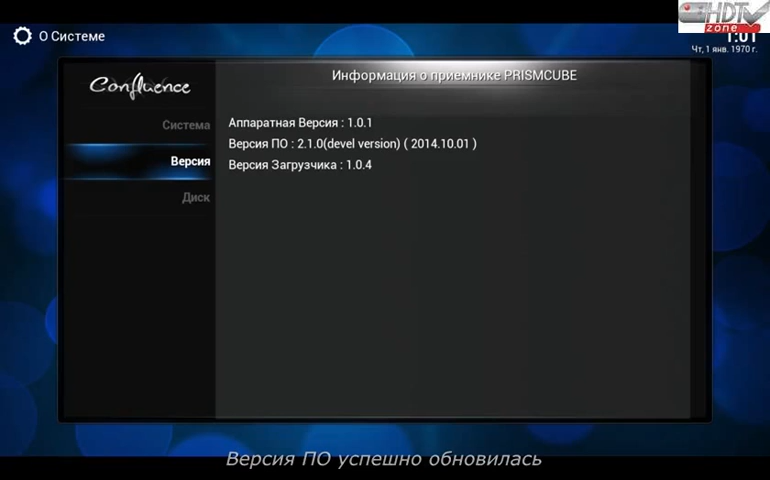 О Системе
HDTV
zone
1:01
Чт, 1 янв. 1970 г.
Confluence
Информация о приемнике PRISMCUBE
Система
Версия
Диск
Аппаратная Версия : 1.0.1
Версия ПО : 2.1.0(devel version) ( 2014.10.01 )
Версия Загрузчика : 1.0.4
Версия ПО успешно обновилась